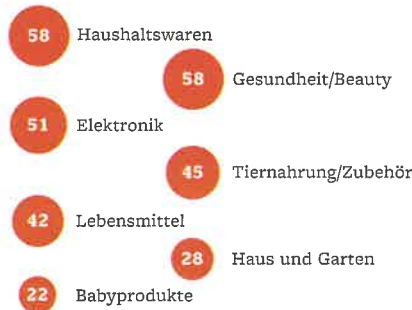 58 Haushaltswaren
58 Gesundheit/Beauty
51 Elektronik
45 Tiernahrung/Zubehör
42 Lebensmittel
28 Haus und Garten
22 Babyprodukte